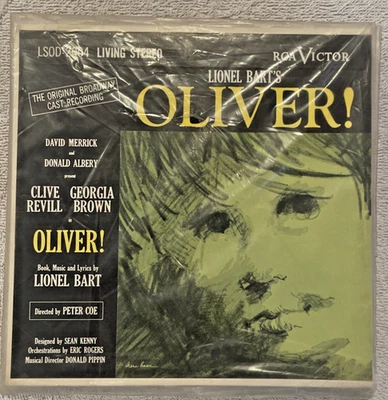 LSOD 2004 LIVING STEREO
RCA VICTOR
THE ORIGINAL BROADWAY
CAST RECORDING
LIONEL BART'S
OLIVER!
DAVID MERRICK
and
DONALD ALBERY
present
CLIVE GEORGIA
REVILL BROWN
in
OLIVER!
Book, Music and Lyrics by
LIONEL BART
Directed by PETER COE
Designed by SEAN KENNY
Orchestrations by ERIC ROGERS
Musical Director DONALD PIPPIN